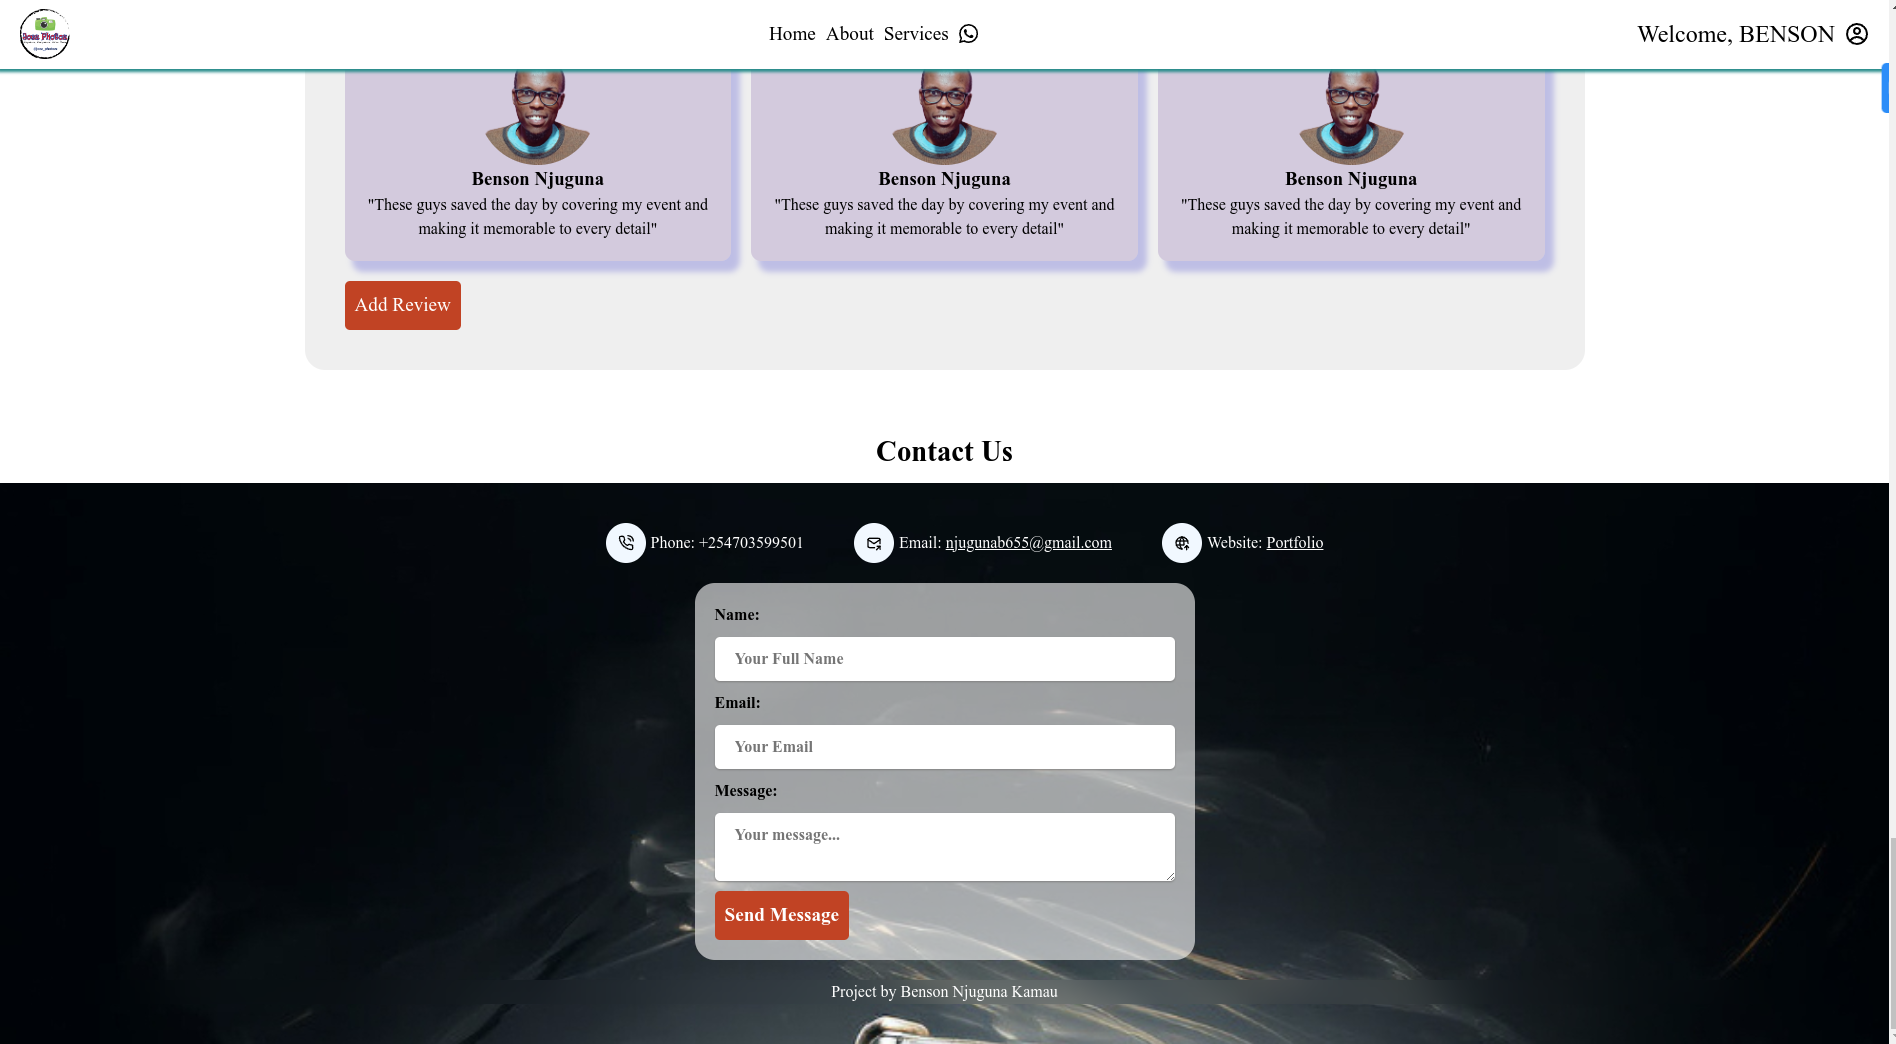 Home About Services
Welcome, BENSON
Benson Njuguna
"These guys saved the day by covering my event and
making it memorable to every detail"
Benson Njuguna
"These guys saved the day by covering my event and
making it memorable to every detail"
Benson Njuguna
"These guys saved the day by covering my event and
making it memorable to every detail"
Add Review
Contact Us
Phone: +254703599501
Email: njugunab655@gmail.com
Website: Portfolio
Name:
Your Full Name
Email:
Your Email
Message:
Your message...
Send Message
Project by Benson Njuguna Kamau